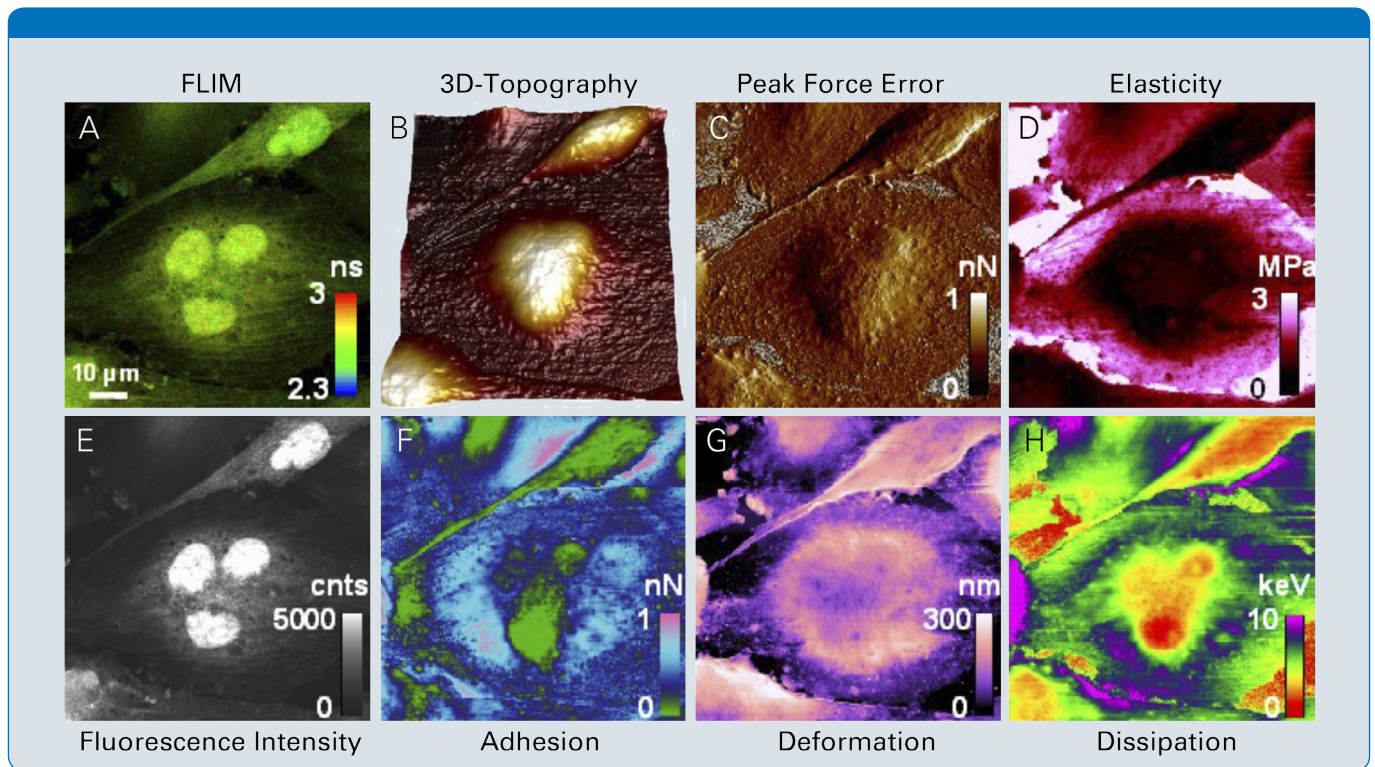 FLIM
3D-Topography
Peak Force Error
Elasticity
A
ns
3
2.3
10 µm
B
C
nN
1
0
D
MPa
3
0
E
cnts
5000
0
F
nN
1
0
G
nm
300
0
H
keV
10
0
Fluorescence Intensity
Adhesion
Deformation
Dissipation